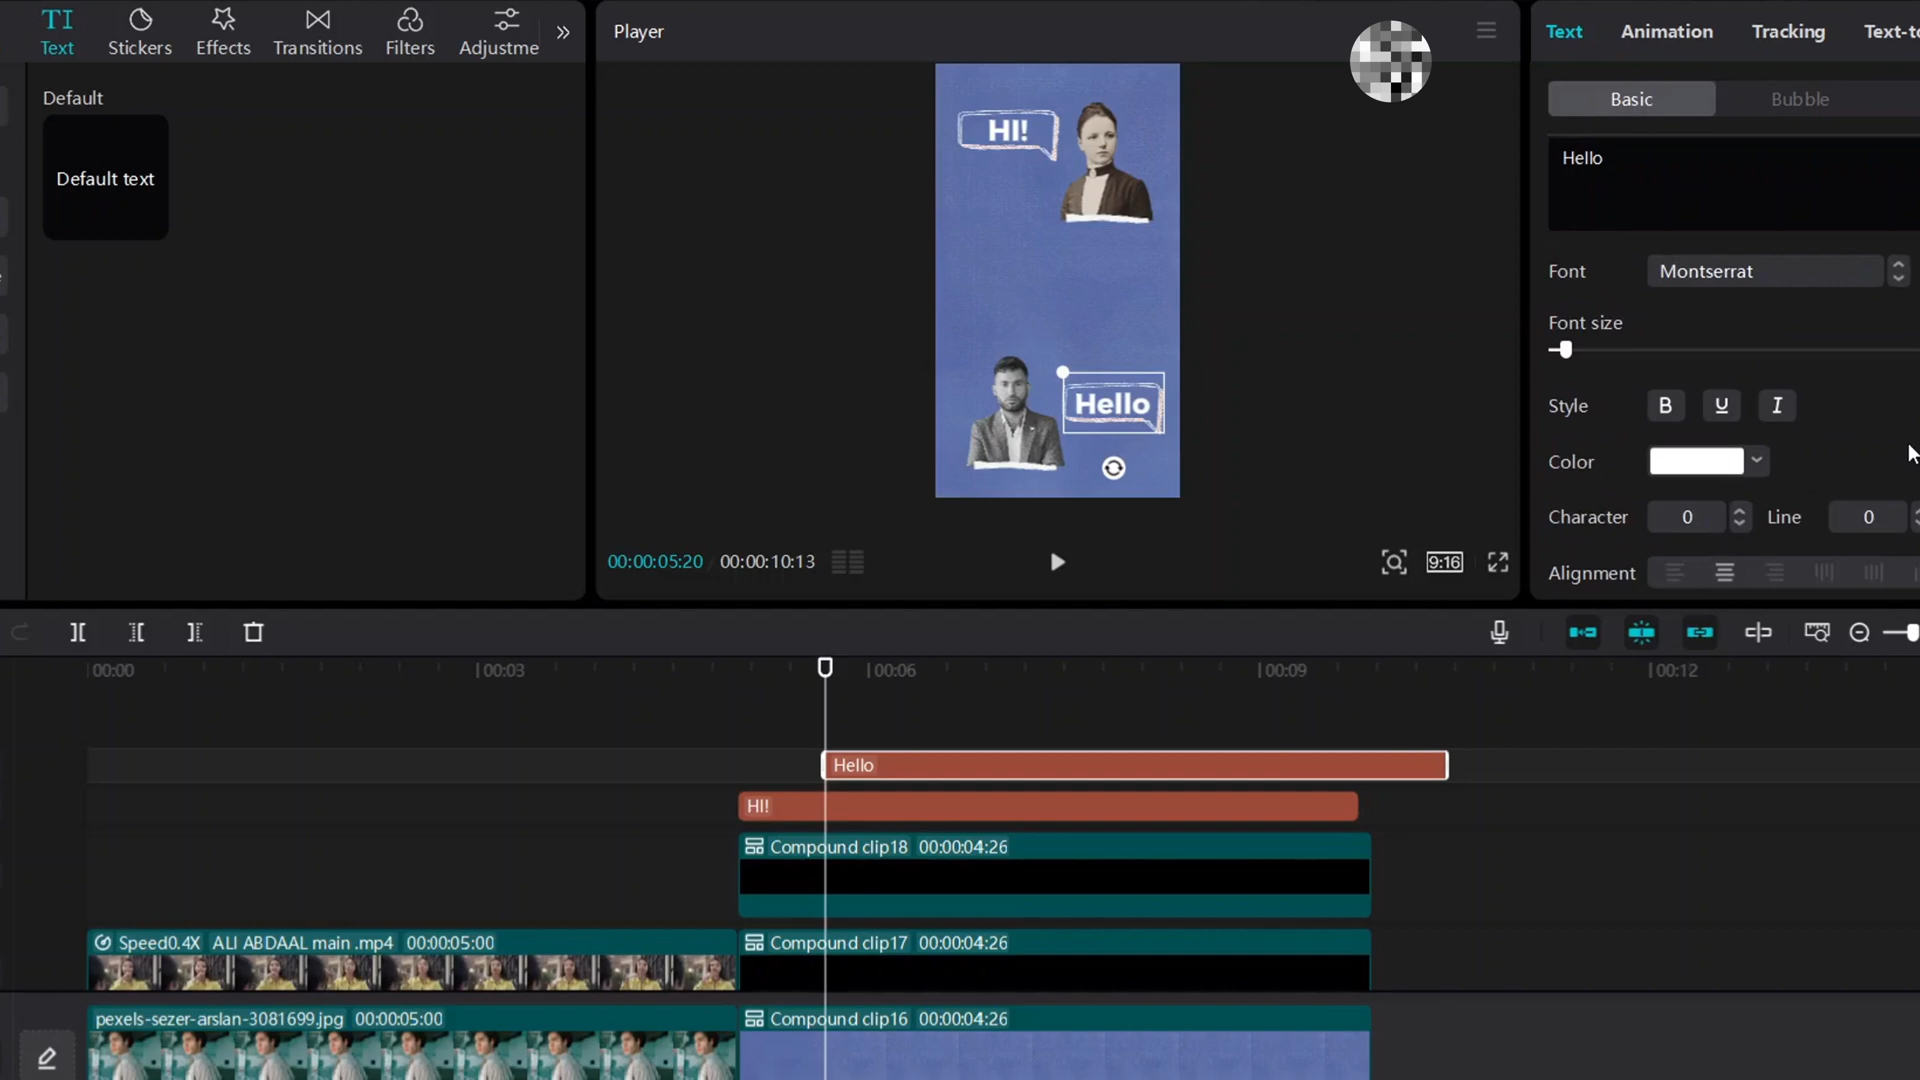 TI
Text
Stickers
Effects
Transitions
Filters
Adjustme
Player
Text
Animation
Tracking
Text-to
Default
Default text
HI!
Hello
Basic
Bubble
Hello
Font
Montserrat
Font size
Style
B
U
I
Color
Character
0
Line
0
Alignment
00:00:05:20
00:00:10:13
9:16
00:00
00:03
00:06
00:09
00:12
Hello
HI!
Compound clip18 00:00:04:26
Speed0.4X ALI ABDAAL main .mp4 00:00:05:00
Compound clip17 00:00:04:26
pexels-sezer-arslan-3081699.jpg 00:00:05:00
Compound clip16 00:00:04:26